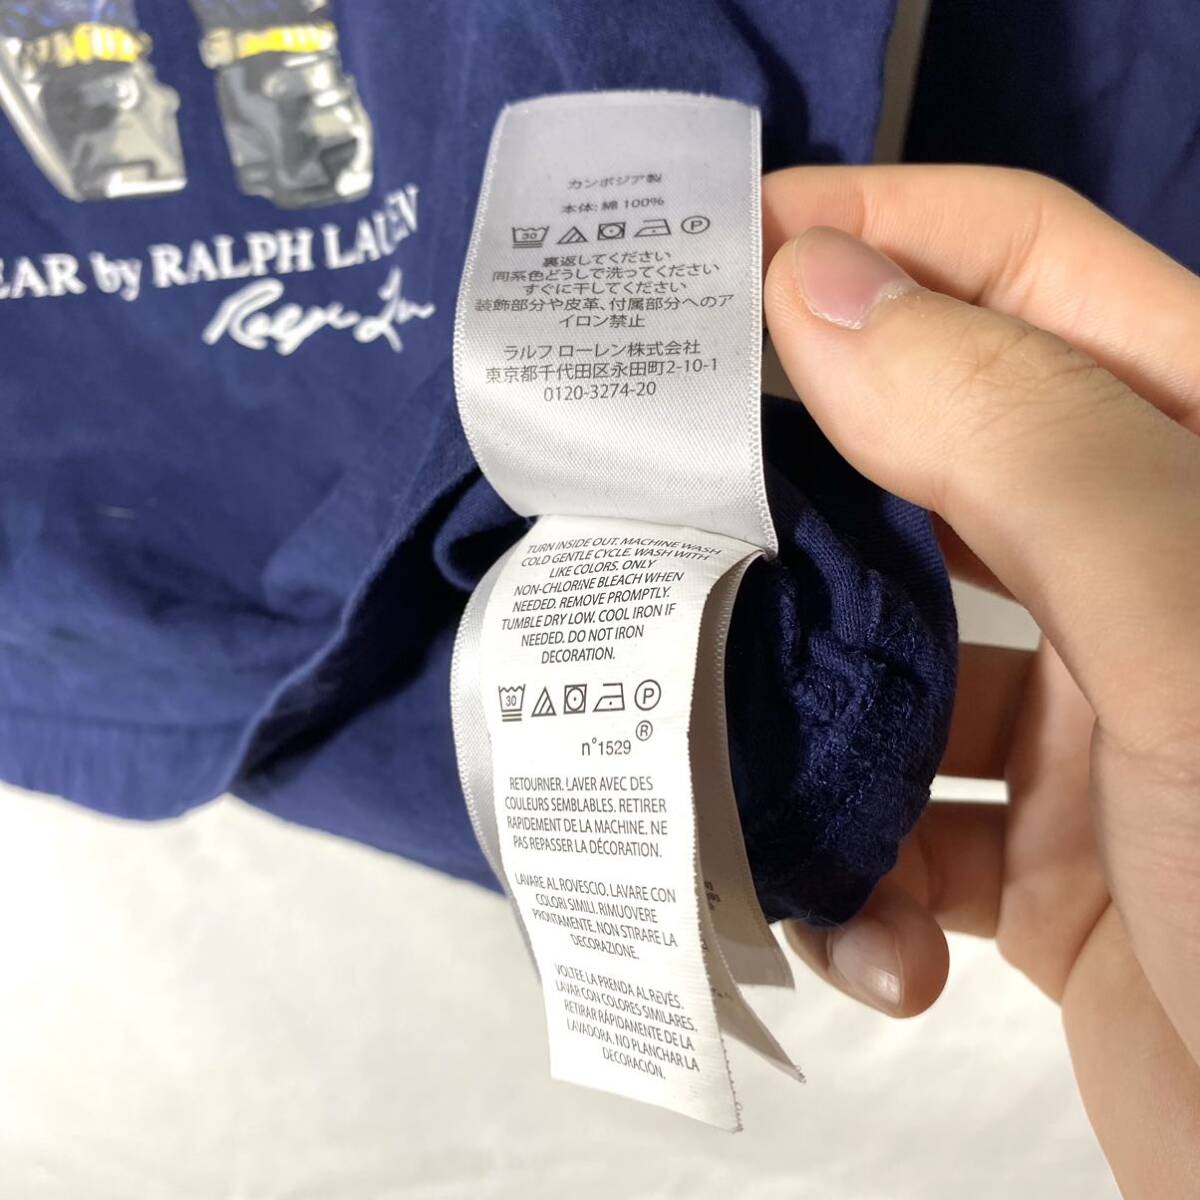 EAR by RALPH LAUREN
カンボジア製
本体: 綿 100%
30 P
裏返してください
同系色どうしで洗ってください
すぐに干してください
装飾部分や皮革、付属部分へのア
イロン禁止
ラルフ ローレン株式会社
東京都千代田区永田町2-10-1
0120-3274-20
TURN INSIDE OUT. MACHINE WASH
COLD GENTLE CYCLE. WASH WITH
LIKE COLORS. ONLY
NON-CHLORINE BLEACH WHEN
NEEDED. REMOVE PROMPTLY.
TUMBLE DRY LOW. COOL IRON IF
NEEDED. DO NOT IRON
DECORATION.
30 P
n°1529 ®
RETOURNER. LAVER AVEC DES
COULEURS SEMBLABLES. RETIRER
RAPIDEMENT DE LA MACHINE. NE
PAS REPASSER LA DÉCORATION.
LAVARE AL ROVESCIO. LAVARE CON
COLORI SIMILI. RIMUOVERE
PRONTAMENTE. NON STIRARE LA
DECORAZIONE.
VOLTEE LA PRENDA AL REVÉS.
LAVAR CON COLORES SIMILARES.
RETIRAR RÁPIDAMENTE DE LA
LAVADORA. NO PLANCHAR LA
DECORACIÓN.